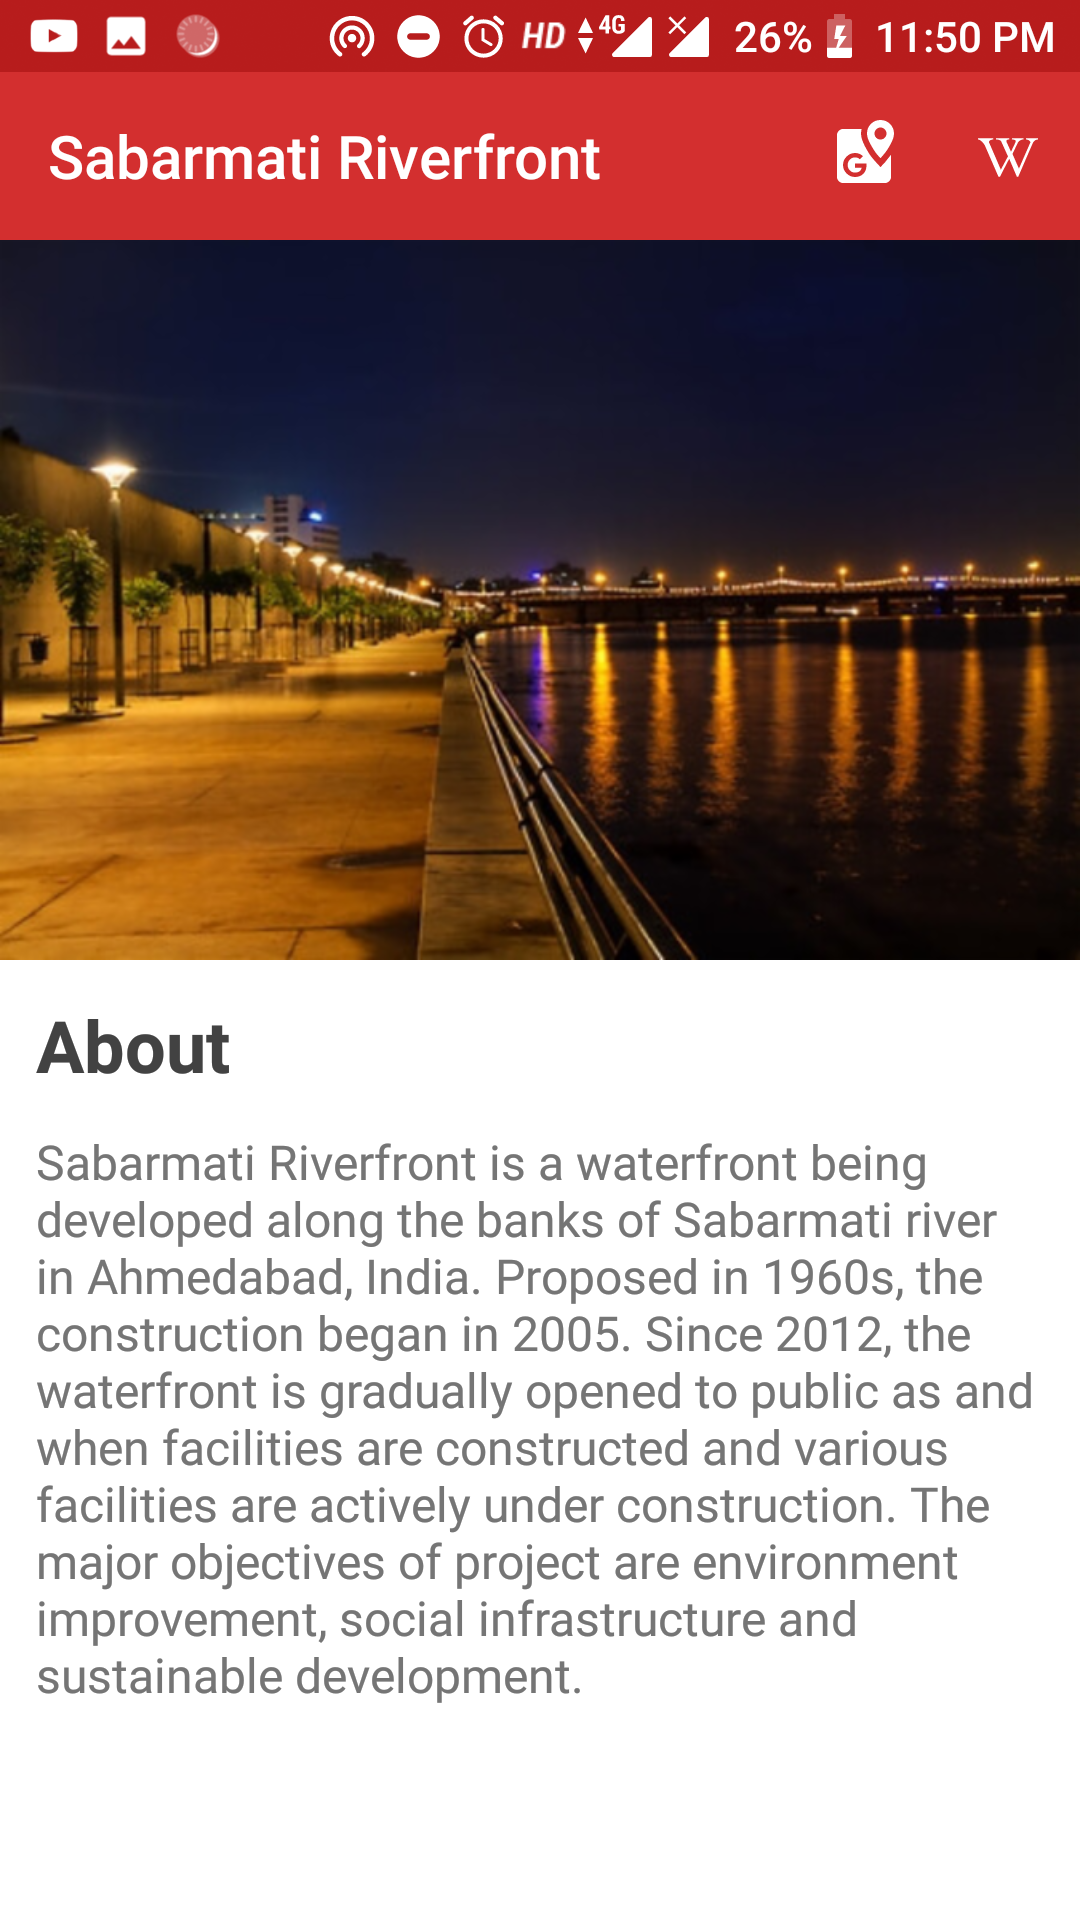 HD 4G 26% 11:50 PM
Sabarmati Riverfront G W
About
Sabarmati Riverfront is a waterfront being
developed along the banks of Sabarmati river
in Ahmedabad, India. Proposed in 1960s, the
construction began in 2005. Since 2012, the
waterfront is gradually opened to public as and
when facilities are constructed and various
facilities are actively under construction. The
major objectives of project are environment
improvement, social infrastructure and
sustainable development.